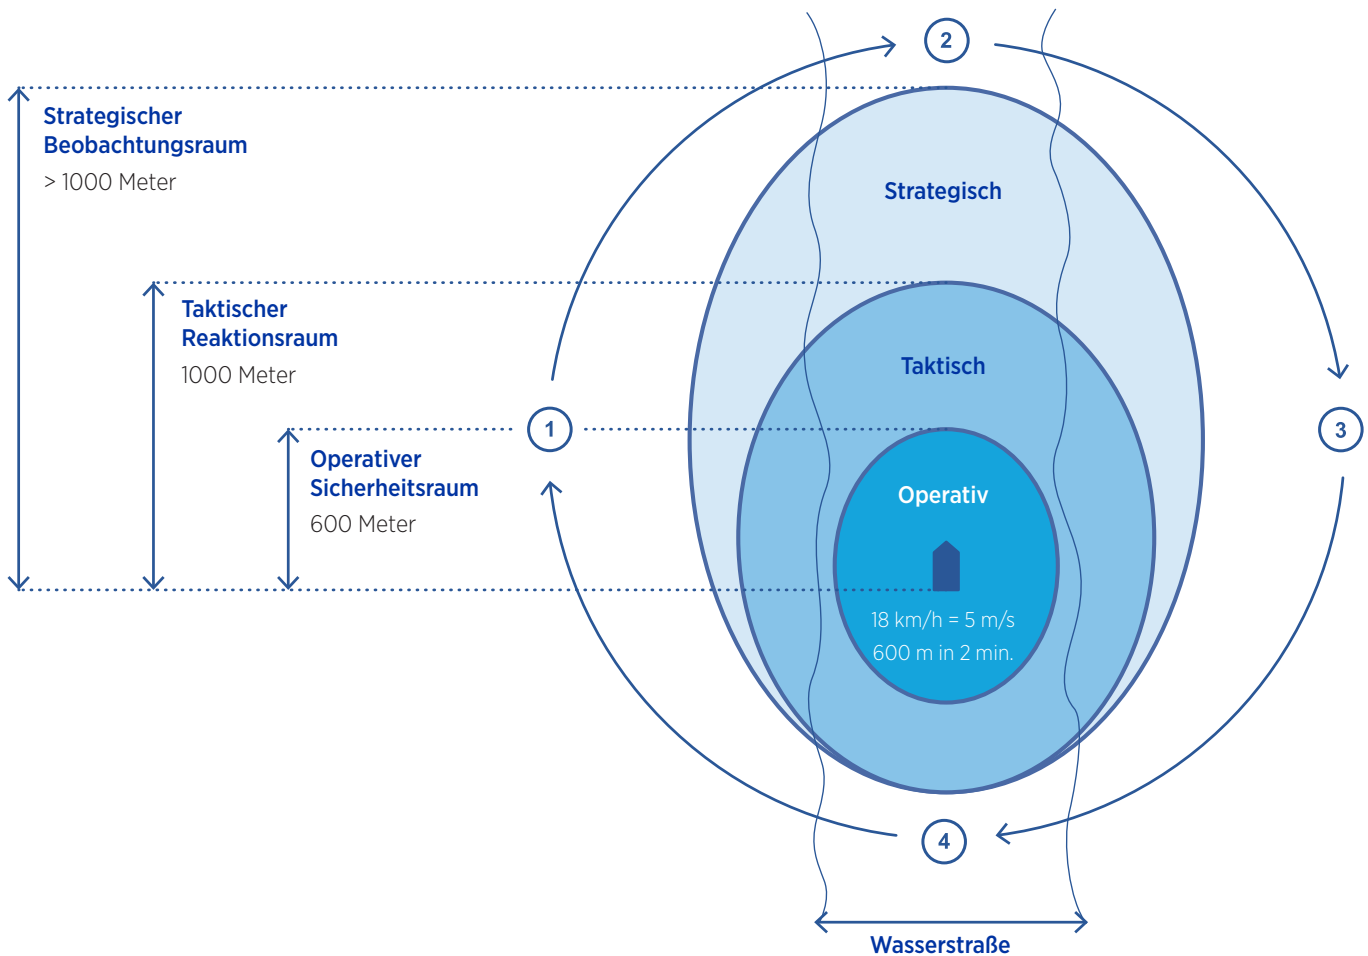 2
Strategischer
Beobachtungsraum
> 1000 Meter
Strategisch
Taktischer
Reaktionsraum
1000 Meter
Taktisch
1
3
Operativer
Sicherheitsraum
600 Meter
Operativ
18 km/h = 5 m/s
600 m in 2 min.
4
Wasserstraße